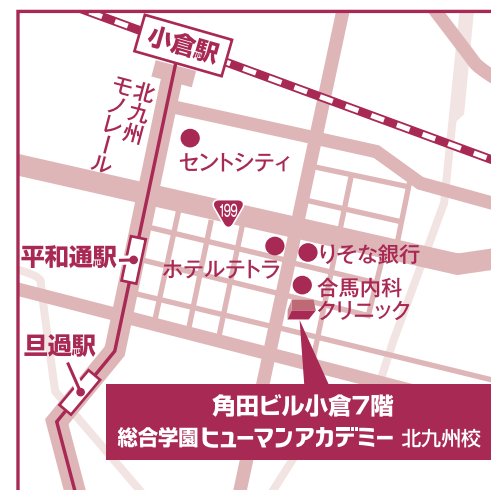 小倉駅
北九州
モノレール
セントシティ
199
平和通駅
ホテルテトラ
りそな銀行
合馬内科
クリニック
旦過駅
角田ビル小倉7階
総合学園ヒューマンアカデミー 北九州校